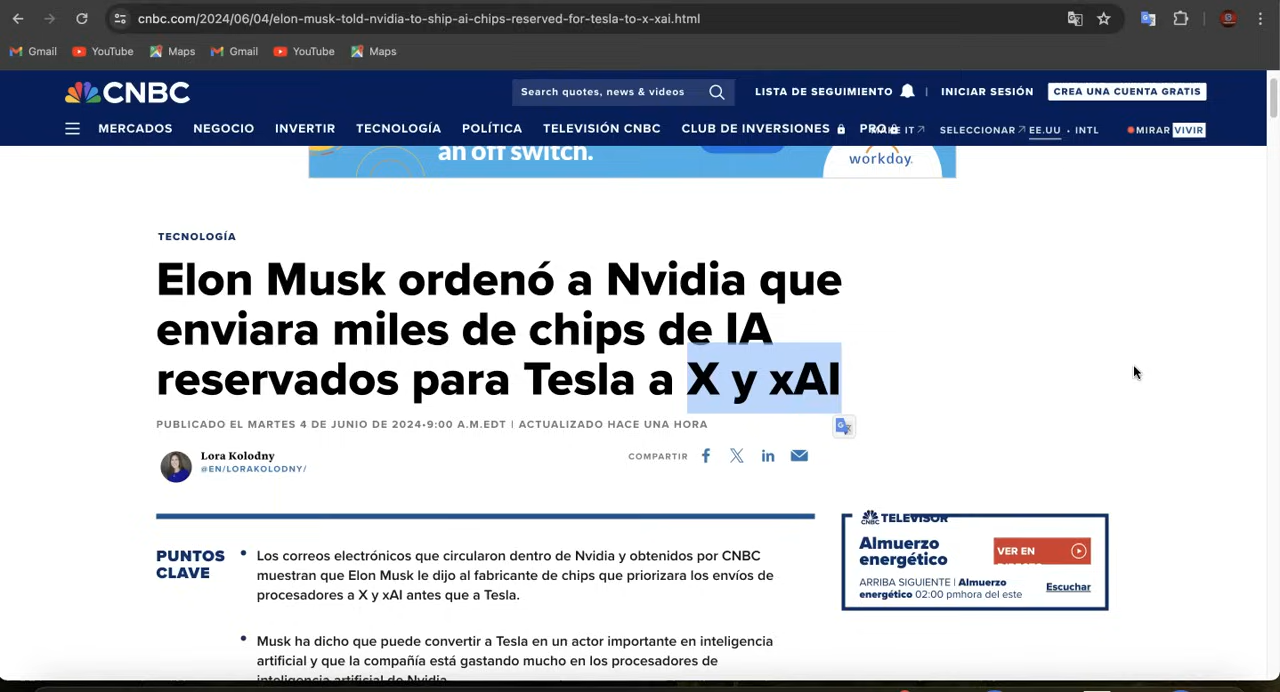 cnbc.com/2024/06/04/elon-musk-told-nvidia-to-ship-ai-chips-reserved-for-tesla-to-x-xai.html
Gmail YouTube Maps Gmail YouTube Maps
CNBC
Search quotes, news & videos
LISTA DE SEGUIMIENTO | INICIAR SESIÓN CREA UNA CUENTA GRATIS
MERCADOS NEGOCIO INVERTIR TECNOLOGÍA POLÍTICA TELEVISIÓN CNBC CLUB DE INVERSIONES PRO IT SELECCIONAR EE.UU • INTL MIRAR VIVIR
an off switch.
workday.
TECNOLOGÍA
Elon Musk ordenó a Nvidia que
enviara miles de chips de IA
reservados para Tesla a X y xAI
PUBLICADO EL MARTES 4 DE JUNIO DE 2024•9:00 A.M.EDT | ACTUALIZADO HACE UNA HORA
Lora Kolodny
@EN/LORAKOLODNY/
COMPARTIR
PUNTOS
CLAVE
• Los correos electrónicos que circularon dentro de Nvidia y obtenidos por CNBC
muestran que Elon Musk le dijo al fabricante de chips que priorizara los envíos de
procesadores a X y xAI antes que a Tesla.
• Musk ha dicho que puede convertir a Tesla en un actor importante en inteligencia
artificial y que la compañía está gastando mucho en los procesadores de
inteligencia artificial de Nvidia.
CNBC TELEVISOR
Almuerzo
energético
VER EN
ARRIBA SIGUIENTE | Almuerzo
energético 02:00 pmhora del este
Escuchar